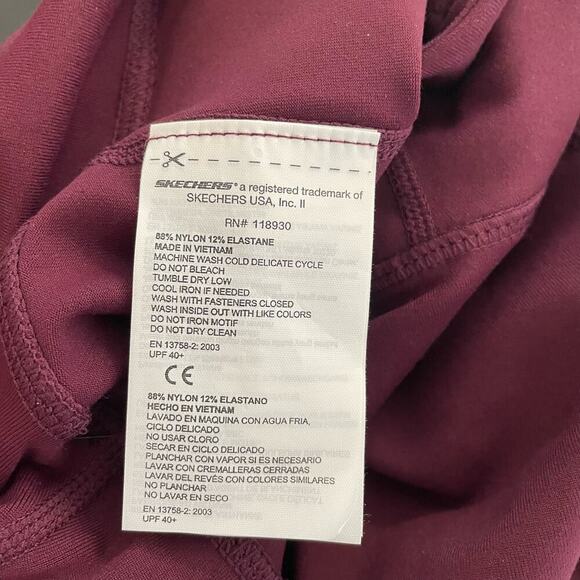 SKECHERS® a registered trademark of
SKECHERS USA, Inc. II
RN# 118930
88% NYLON 12% ELASTANE
MADE IN VIETNAM
MACHINE WASH COLD DELICATE CYCLE
DO NOT BLEACH
TUMBLE DRY LOW
COOL IRON IF NEEDED
WASH WITH FASTENERS CLOSED
WASH INSIDE OUT WITH LIKE COLORS
DO NOT IRON MOTIF
DO NOT DRY CLEAN
EN 13758-2: 2003
UPF 40+
CE
88% NYLON 12% ELASTANO
HECHO EN VIETNAM
LAVADO EN MAQUINA CON AGUA FRIA,
CICLO DELICADO
NO USAR CLORO
SECAR EN CICLO DELICADO
PLANCHAR CON VAPOR SI ES NECESARIO
LAVAR CON CREMALLERAS CERRADAS
LAVAR DEL REVÉS CON COLORES SIMILARES
NO PLANCHAR
NO LAVAR EN SECO
EN 13758-2: 2003
UPF 40+